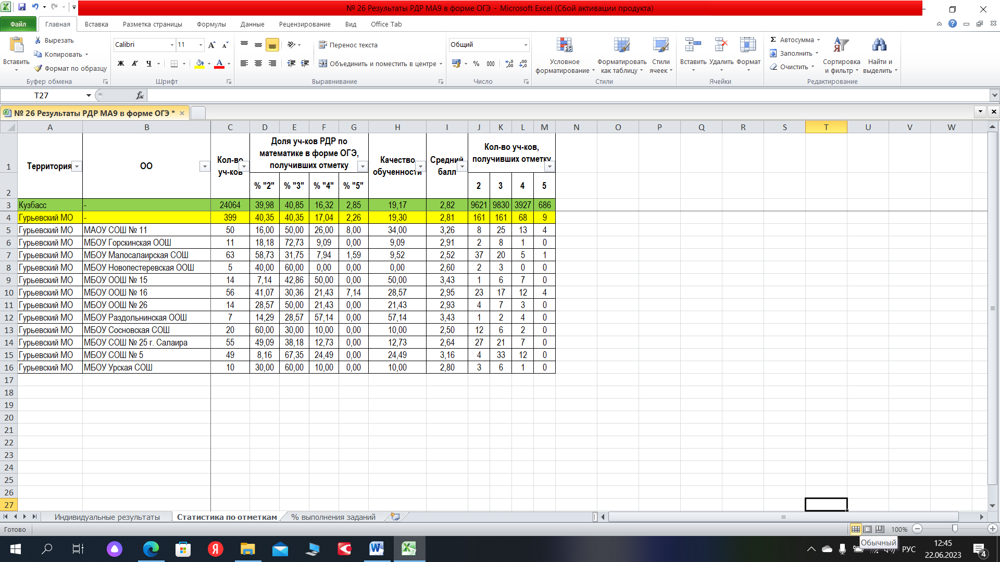 № 26 Результаты РДР МА9 в форме ОГЭ - Microsoft Excel (Сбой активации продукта)
Файл Главная Вставка Разметка страницы Формулы Данные Рецензирование Вид Office Tab
Вставить
Вырезать
Копировать
Формат по образцу
Буфер обмена
Calibri 11
Ж К Ч А
Шрифт
Перенос текста
Объединить и поместить в центре
Выравнивание
Общий
% 000
Число
Условное форматирование
Форматировать как таблицу
Стили ячеек
Стили
Вставить Удалить Формат
Ячейки
Σ Автосумма
Заполнить
Очистить
Сортировка и фильтр
Найти и выделить
Редактирование
T27 fx
№ 26 Результаты РДР МА9 в форме ОГЭ *
A B C D E F G H I J K L M N O P Q R S T U V W
1 Территория ОО Кол-во уч-ков Доля уч-ков РДР по математике в форме ОГЭ, получивших отметку Качество обученности Средний балл Кол-во уч-ков, получивших отметку
2 % "2" % "3" % "4" % "5" 2 3 4 5
3 Кузбасс - 24064 39,98 40,85 16,32 2,85 19,17 2,82 9621 9830 3927 686
4 Гурьевский МО - 399 40,35 40,35 17,04 2,26 19,30 2,81 161 161 68 9
5 Гурьевский МО МАОУ СОШ № 11 50 16,00 50,00 26,00 8,00 34,00 3,26 8 25 13 4
6 Гурьевский МО МБОУ Горскинская ООШ 11 18,18 72,73 9,09 0,00 9,09 2,91 2 8 1 0
7 Гурьевский МО МБОУ Малосалаирская СОШ 63 58,73 31,75 7,94 1,59 9,52 2,52 37 20 5 1
8 Гурьевский МО МБОУ Новопестеревская ООШ 5 40,00 60,00 0,00 0,00 0,00 2,60 2 3 0 0
9 Гурьевский МО МБОУ ООШ № 15 14 7,14 42,86 50,00 0,00 50,00 3,43 1 6 7 0
10 Гурьевский МО МБОУ ООШ № 16 56 41,07 30,36 21,43 7,14 28,57 2,95 23 17 12 4
11 Гурьевский МО МБОУ ООШ № 26 14 28,57 50,00 21,43 0,00 21,43 2,93 4 7 3 0
12 Гурьевский МО МБОУ Раздольнинская ООШ 7 14,29 28,57 57,14 0,00 57,14 3,43 1 2 4 0
13 Гурьевский МО МБОУ Сосновская СОШ 20 60,00 30,00 10,00 0,00 10,00 2,50 12 6 2 0
14 Гурьевский МО МБОУ СОШ № 25 г. Салаира 55 49,09 38,18 12,73 0,00 12,73 2,64 27 21 7 0
15 Гурьевский МО МБОУ СОШ № 5 49 8,16 67,35 24,49 0,00 24,49 3,16 4 33 12 0
16 Гурьевский МО МБОУ Урская СОШ 10 30,00 60,00 10,00 0,00 10,00 2,80 3 6 1 0
17
18
19
20
21
22
23
24
25
26
27
Индивидуальные результаты Статистика по отметкам % выполнения заданий
Готово 100%
Обычный
РУС
12:45
22.06.2023
4